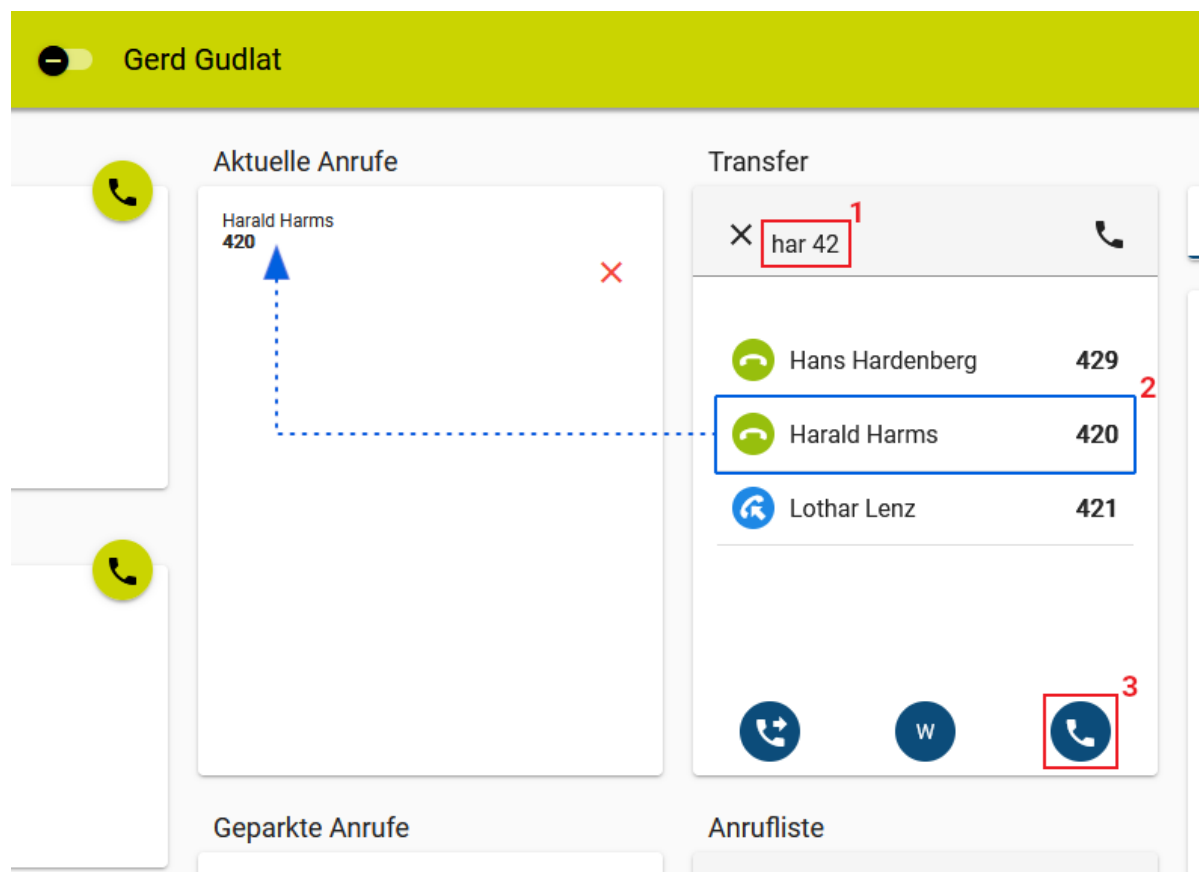 Gerd Gudlat
Aktuelle Anrufe
Harald Harms
420
Transfer
1
har 42
Hans Hardenberg 429
2
Harald Harms 420
Lothar Lenz 421
W
3
Geparkte Anrufe
Anrufliste